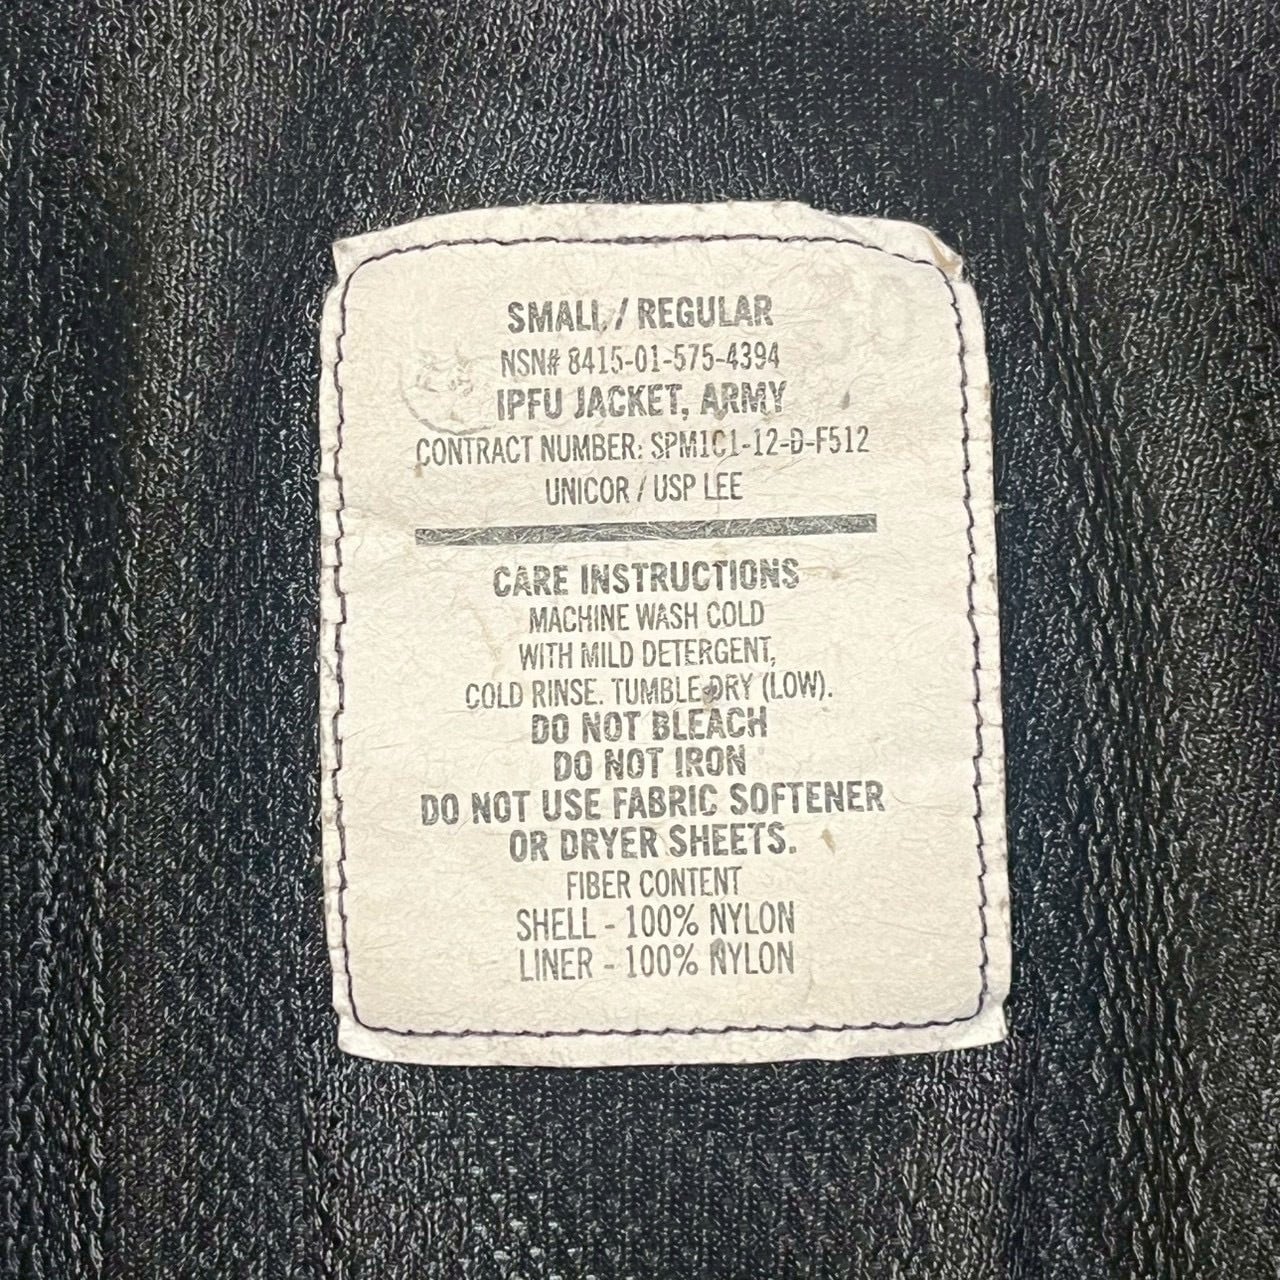 SMALL / REGULAR
NSN# 8415-01-575-4394
IPFU JACKET, ARMY
CONTRACT NUMBER: SPM1C1-12-D-F512
UNICOR / USP LEE
CARE INSTRUCTIONS
MACHINE WASH COLD
WITH MILD DETERGENT,
COLD RINSE. TUMBLE DRY (LOW).
DO NOT BLEACH
DO NOT IRON
DO NOT USE FABRIC SOFTENER
OR DRYER SHEETS.
FIBER CONTENT
SHELL - 100% NYLON
LINER - 100% NYLON